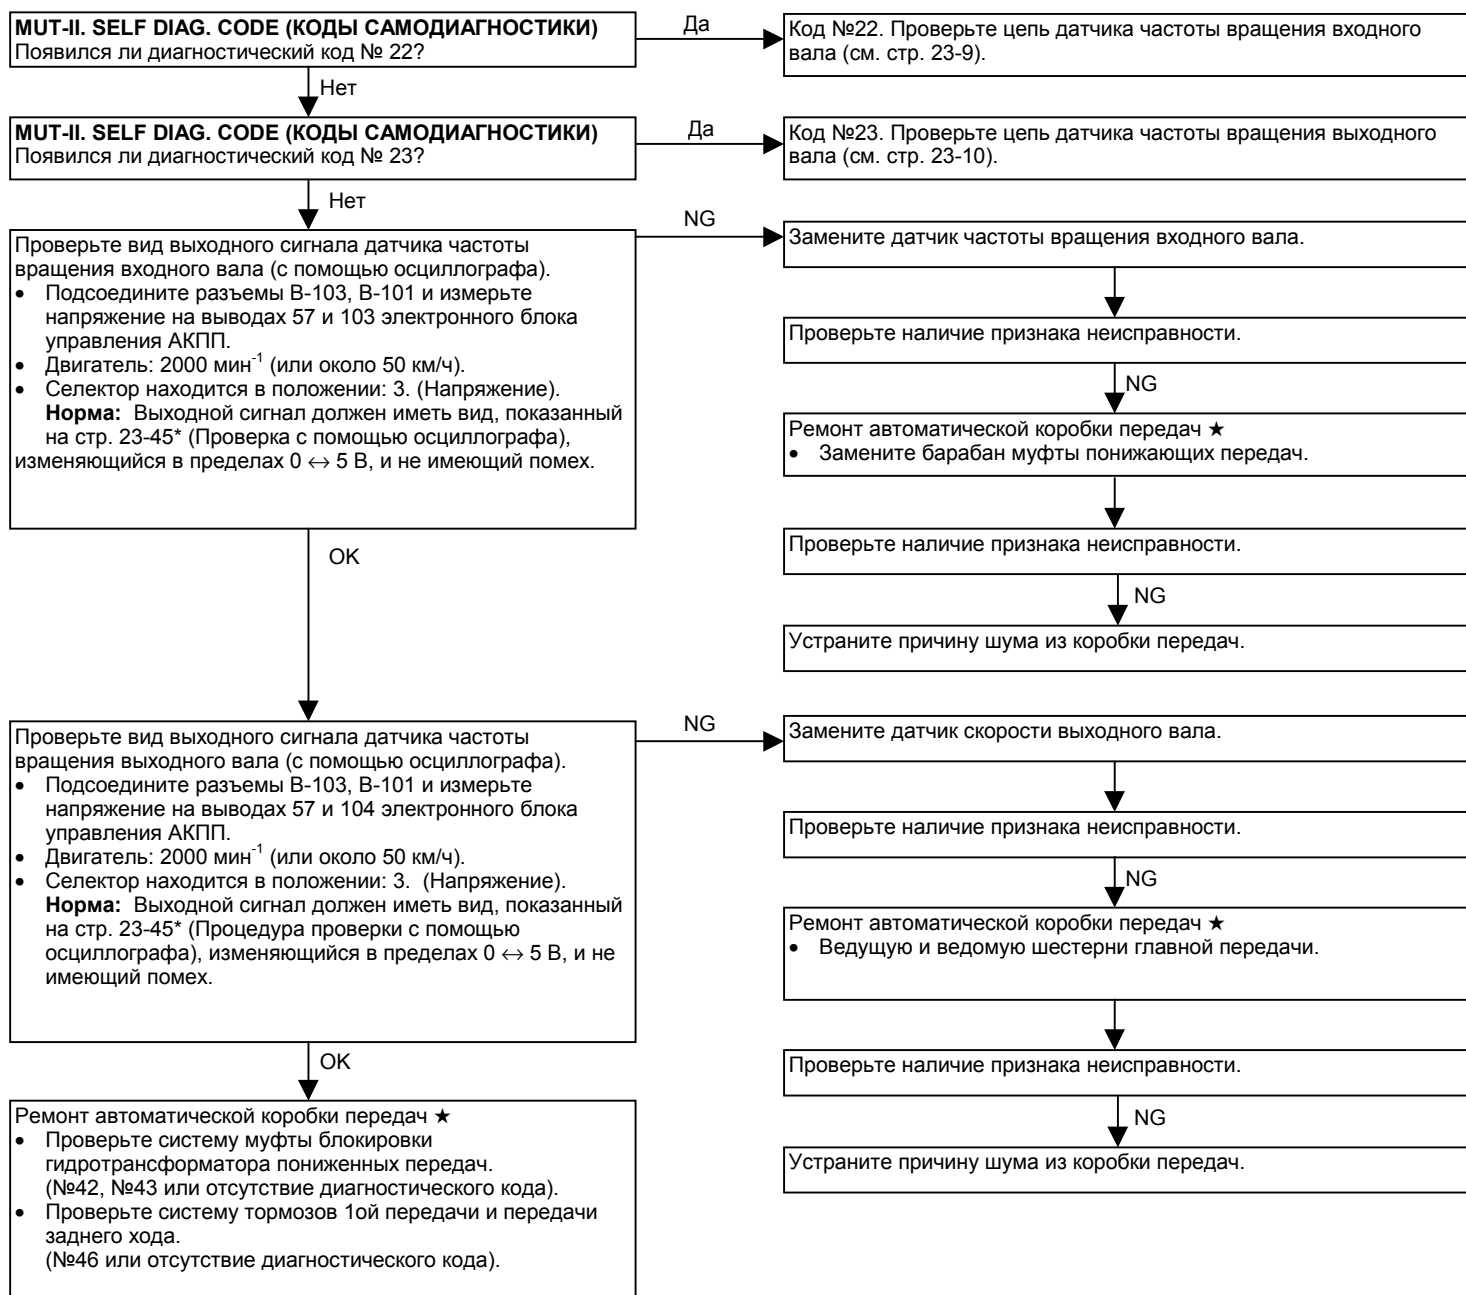 MUT-II. SELF DIAG. CODE (КОДЫ САМОДИАГНОСТИКИ)
Появился ли диагностический код № 22?
Да
Код №22. Проверьте цепь датчика частоты вращения входного
вала (см. стр. 23-9).
Нет
MUT-II. SELF DIAG. CODE (КОДЫ САМОДИАГНОСТИКИ)
Появился ли диагностический код № 23?
Да
Код №23. Проверьте цепь датчика частоты вращения выходного
вала (см. стр. 23-10).
Нет
Проверьте вид выходного сигнала датчика частоты
вращения входного вала (с помощью осциллографа).
• Подсоедините разъемы В-103, В-101 и измерьте
напряжение на выводах 57 и 103 электронного блока
управления АКПП.
• Двигатель: 2000 мин⁻¹ (или около 50 км/ч).
• Селектор находится в положении: 3. (Напряжение).
Норма: Выходной сигнал должен иметь вид, показанный
на стр. 23-45* (Проверка с помощью осциллографа),
изменяющийся в пределах 0 ↔ 5 В, и не имеющий помех.
NG
Замените датчик частоты вращения входного вала.
Проверьте наличие признака неисправности.
NG
Ремонт автоматической коробки передач ★
• Замените барабан муфты понижающих передач.
Проверьте наличие признака неисправности.
NG
Устраните причину шума из коробки передач.
OK
Проверьте вид выходного сигнала датчика частоты
вращения выходного вала (с помощью осциллографа).
• Подсоедините разъемы В-103, В-101 и измерьте
напряжение на выводах 57 и 104 электронного блока
управления АКПП.
• Двигатель: 2000 мин⁻¹ (или около 50 км/ч).
• Селектор находится в положении: 3. (Напряжение).
Норма: Выходной сигнал должен иметь вид, показанный
на стр. 23-45* (Процедура проверки с помощью
осциллографа), изменяющийся в пределах 0 ↔ 5 В, и не
имеющий помех.
NG
Замените датчик скорости выходного вала.
Проверьте наличие признака неисправности.
NG
Ремонт автоматической коробки передач ★
• Ведущую и ведомую шестерни главной передачи.
Проверьте наличие признака неисправности.
NG
Устраните причину шума из коробки передач.
OK
Ремонт автоматической коробки передач ★
• Проверьте систему муфты блокировки
гидротрансформатора пониженных передач.
(№42, №43 или отсутствие диагностического кода).
• Проверьте систему тормозов 1ой передачи и передачи
заднего хода.
(№46 или отсутствие диагностического кода).